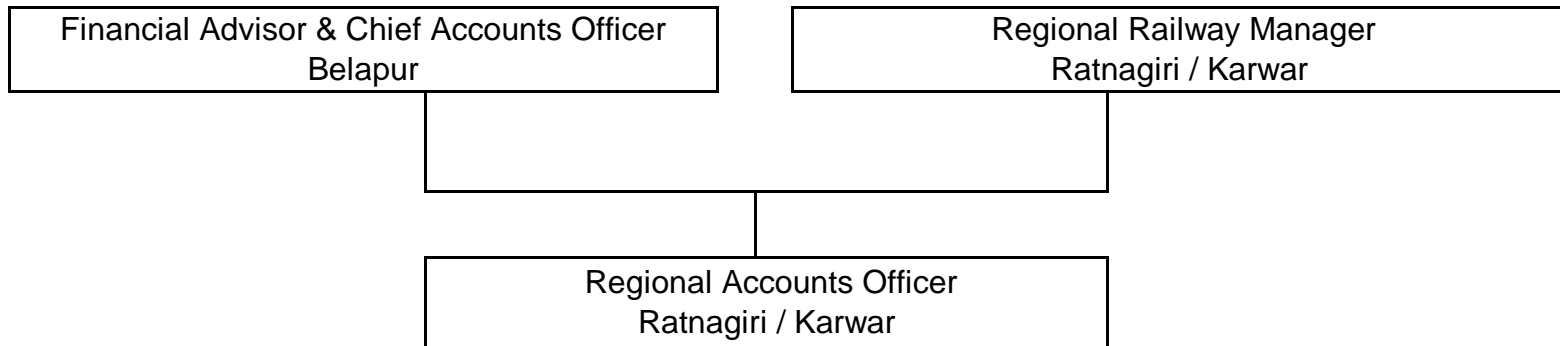 Financial Advisor & Chief Accounts Officer
Belapur
Regional Railway Manager
Ratnagiri / Karwar
Regional Accounts Officer
Ratnagiri / Karwar